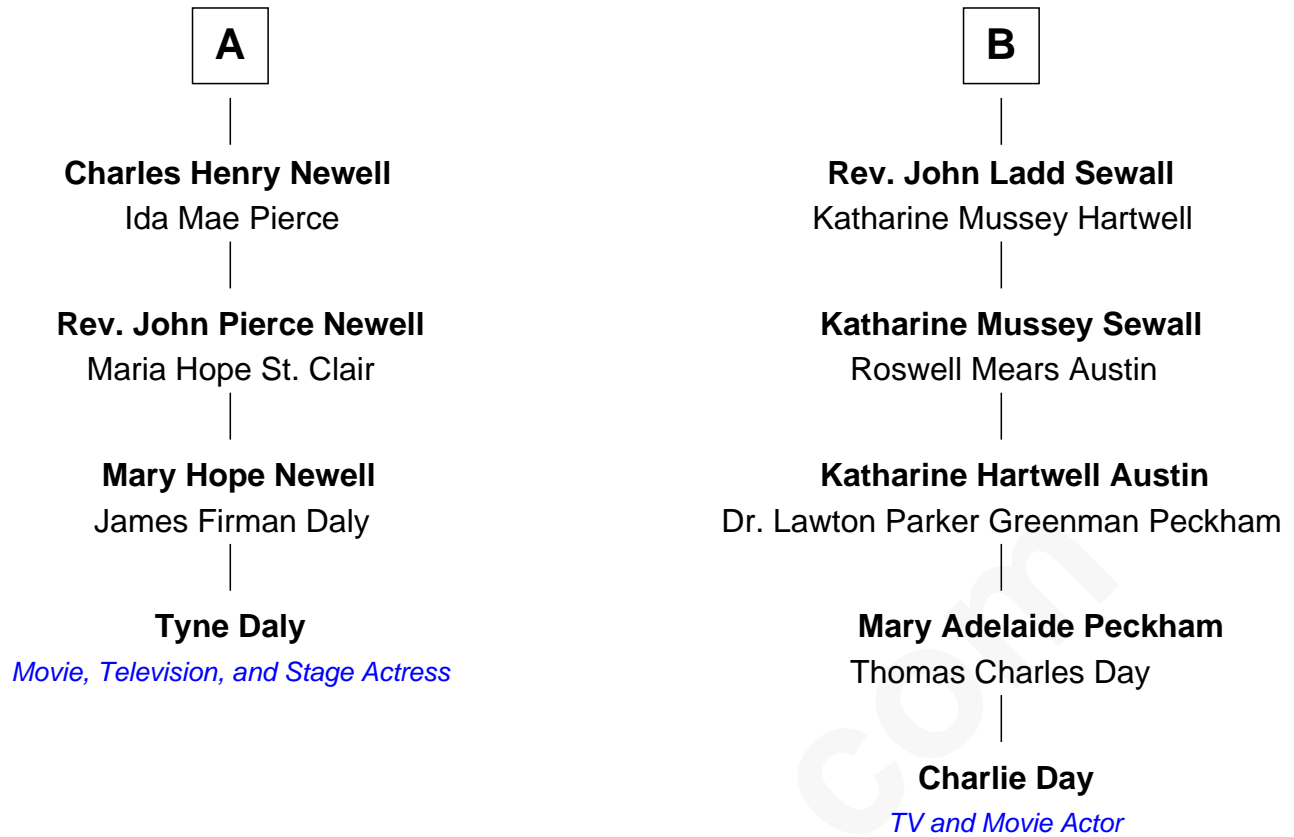 A
Charles Henry Newell
Ida Mae Pierce
Rev. John Pierce Newell
Maria Hope St. Clair
Mary Hope Newell
James Firman Daly
Tyne Daly
Movie, Television, and Stage Actress
B
Rev. John Ladd Sewall
Katharine Mussey Hartwell
Katharine Mussey Sewall
Roswell Mears Austin
Katharine Hartwell Austin
Dr. Lawton Parker Greenman Peckham
Mary Adelaide Peckham
Thomas Charles Day
Charlie Day
TV and Movie Actor
com